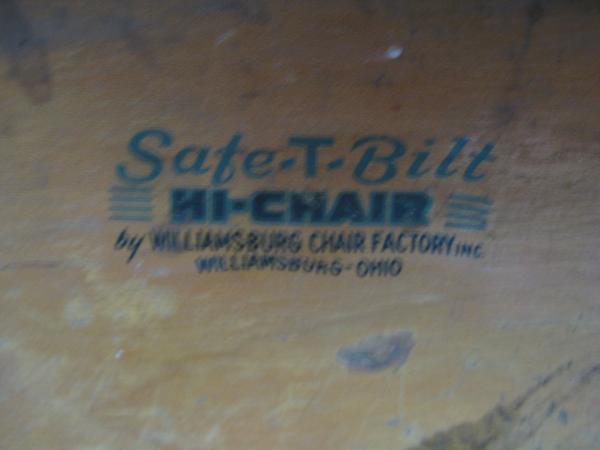 Safe-T-Bilt
HI-CHAIR
by WILLIAMSBURG CHAIR FACTORY INC.
WILLIAMSBURG-OHIO